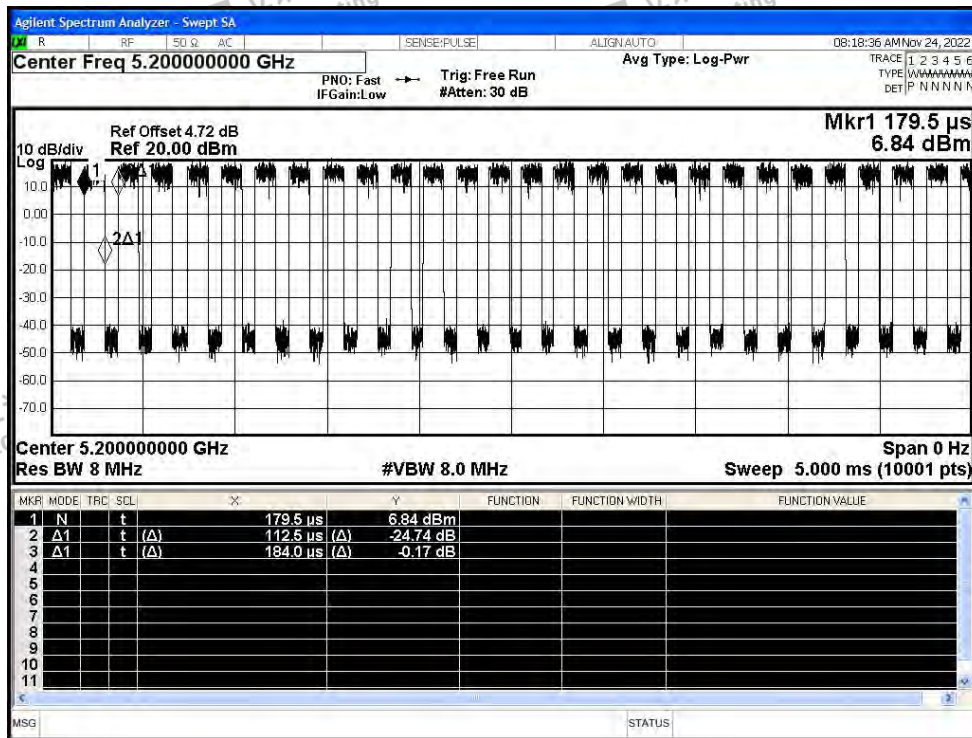 Agilent Spectrum Analyzer - Swept SA
LXI R RF 50 Ω AC SENSE:PULSE ALIGN AUTO 08:18:36 AM Nov 24, 2022
Center Freq 5.200000000 GHz
Avg Type: Log-Pwr
TRACE 1 2 3 4 5 6
PNO: Fast Trig: Free Run
TYPE WWWWWW
IFGain:Low #Atten: 30 dB
DET P N N N N N
Mkr1 179.5 µs
Ref Offset 4.72 dB
10 dB/div Ref 20.00 dBm
6.84 dBm
Log
1
10.0
0.00
2Δ1
-10.0
-20.0
-30.0
-40.0
-50.0
-60.0
-70.0
Center 5.200000000 GHz Span 0 Hz
Res BW 8 MHz #VBW 8.0 MHz Sweep 5.000 ms (10001 pts)
MKR MODE TRC SCL X Y FUNCTION FUNCTION WIDTH FUNCTION VALUE
1 N t 179.5 µs 6.84 dBm
2 Δ1 t (Δ) 112.5 µs (Δ) -24.74 dB
3 Δ1 t (Δ) 184.0 µs (Δ) -0.17 dB
4
5
6
7
8
9
10
11
MSG STATUS